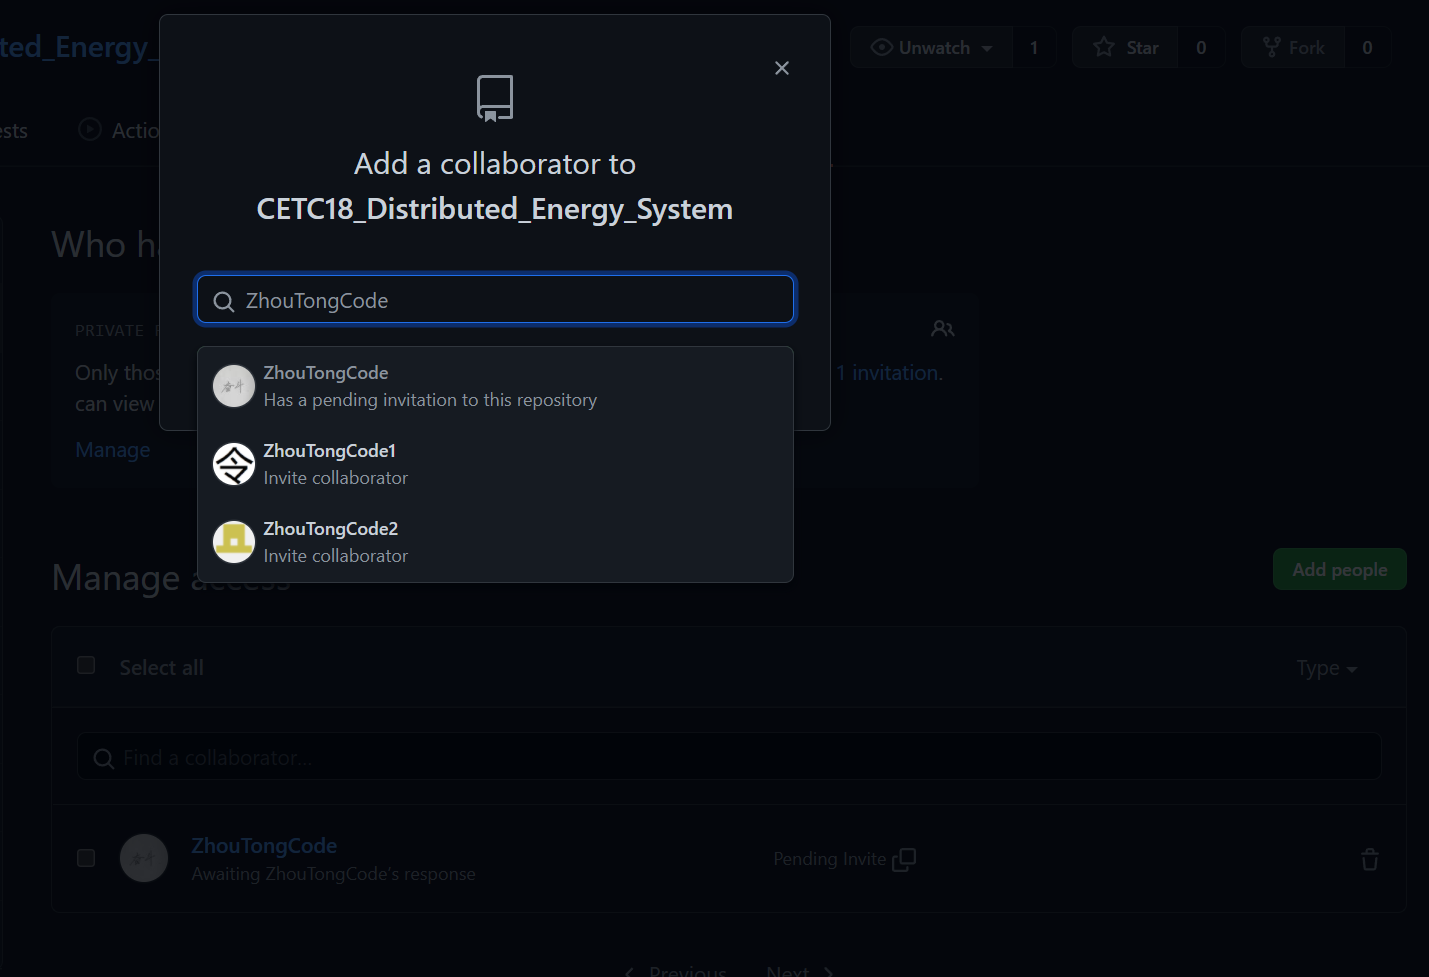 ted_Energy_
Unwatch 1
Star 0
Fork 0
ests
Actio
Add a collaborator to
CETC18_Distributed_Energy_System
Who ha
ZhouTongCode
PRIVATE
Only thos
can view
1 invitation.
Manage
ZhouTongCode
Has a pending invitation to this repository
令
ZhouTongCode1
Invite collaborator
ZhouTongCode2
Invite collaborator
Manage access
Add people
Select all
Type
Find a collaborator...
ZhouTongCode
Awaiting ZhouTongCode's response
Pending Invite
Previous Next